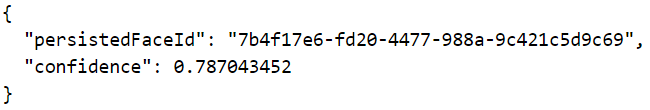 {
  "persistedFaceId": "7b4f17e6-fd20-4477-988a-9c421c5d9c69",
  "confidence": 0.787043452
}